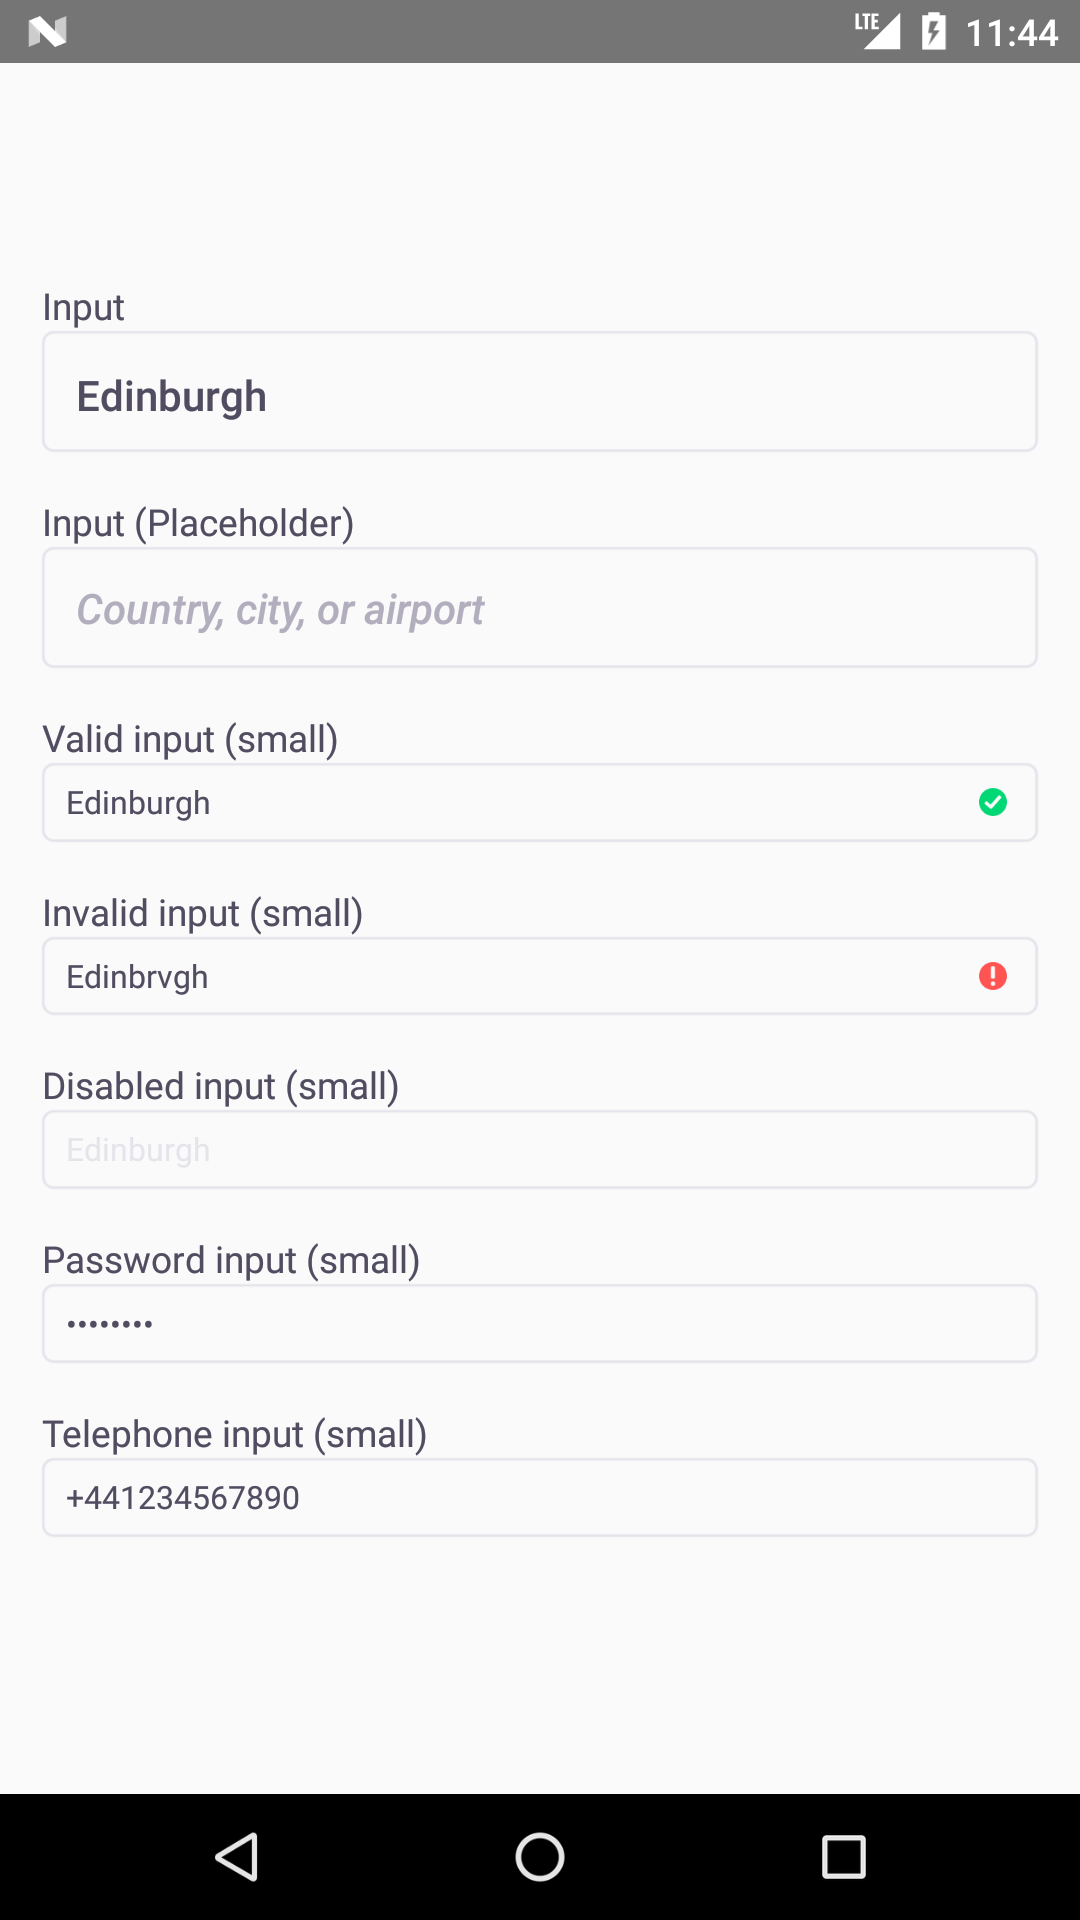 LTE 11:44
Input
Edinburgh
Input (Placeholder)
Country, city, or airport
Valid input (small)
Edinburgh
Invalid input (small)
Edinbrvgh
Disabled input (small)
Edinburgh
Password input (small)
••••••••
Telephone input (small)
+441234567890